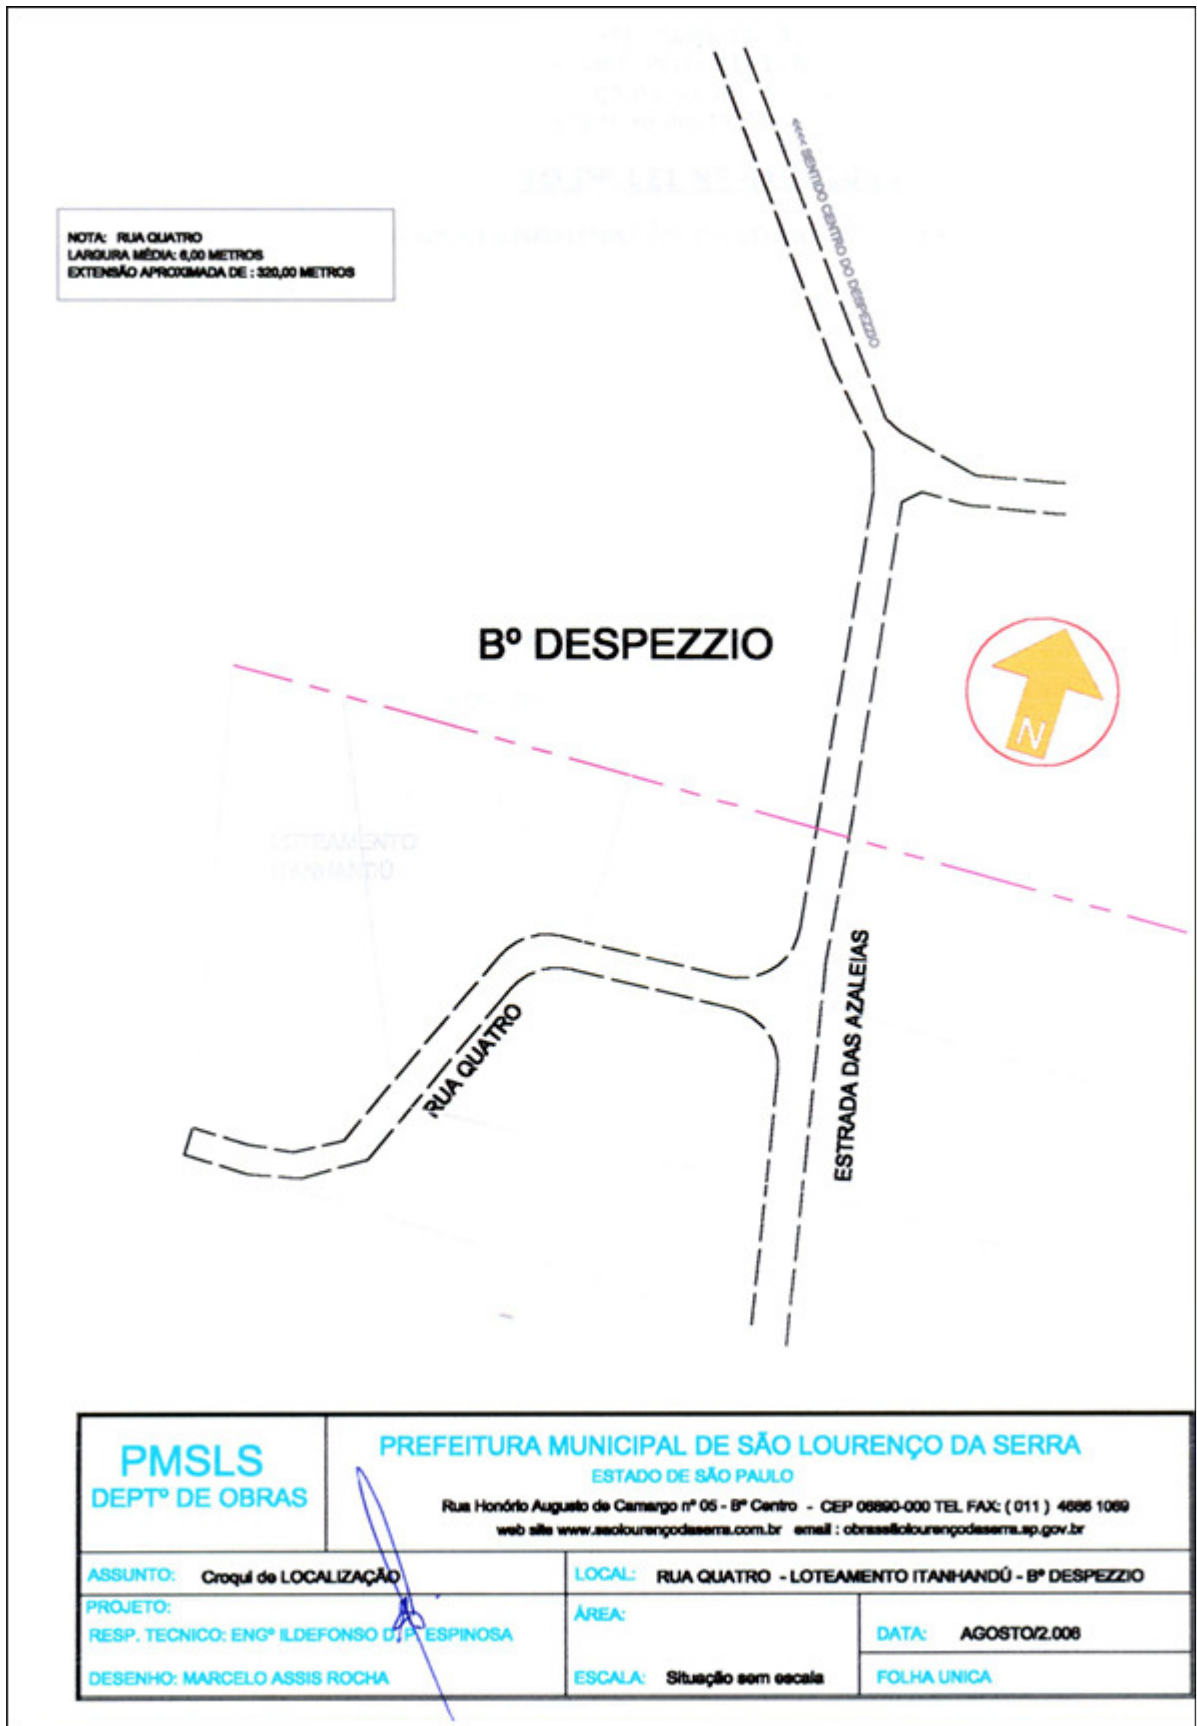 <<<< SENTIDO CENTRO DO DESPEZZIO
NOTA: RUA QUATRO
LARGURA MÉDIA: 6,00 METROS
EXTENSÃO APROXIMADA DE : 320,00 METROS
Bº DESPEZZIO
N
LOTEAMENTO
ITANHANDÚ
ESTRADA DAS AZALEIAS
RUA QUATRO
PMSLS
DEPTº DE OBRAS
PREFEITURA MUNICIPAL DE SÃO LOURENÇO DA SERRA
ESTADO DE SÃO PAULO
Rua Honório Augusto de Camargo nº 05 - Bº Centro - CEP 06890-000 TEL FAX: ( 011 ) 4686 1069
web site www.saolourençodaserra.com.br email : obrassãolourençodaserra.sp.gov.br
ASSUNTO: Croqui de LOCALIZAÇÃO
LOCAL: RUA QUATRO - LOTEAMENTO ITANHANDÚ - Bº DESPEZZIO
PROJETO:
RESP. TECNICO: ENGº ILDEFONSO D. P. ESPINOSA
DESENHO: MARCELO ASSIS ROCHA
ÁREA:
ESCALA: Situação sem escala
DATA: AGOSTO/2.006
FOLHA UNICA